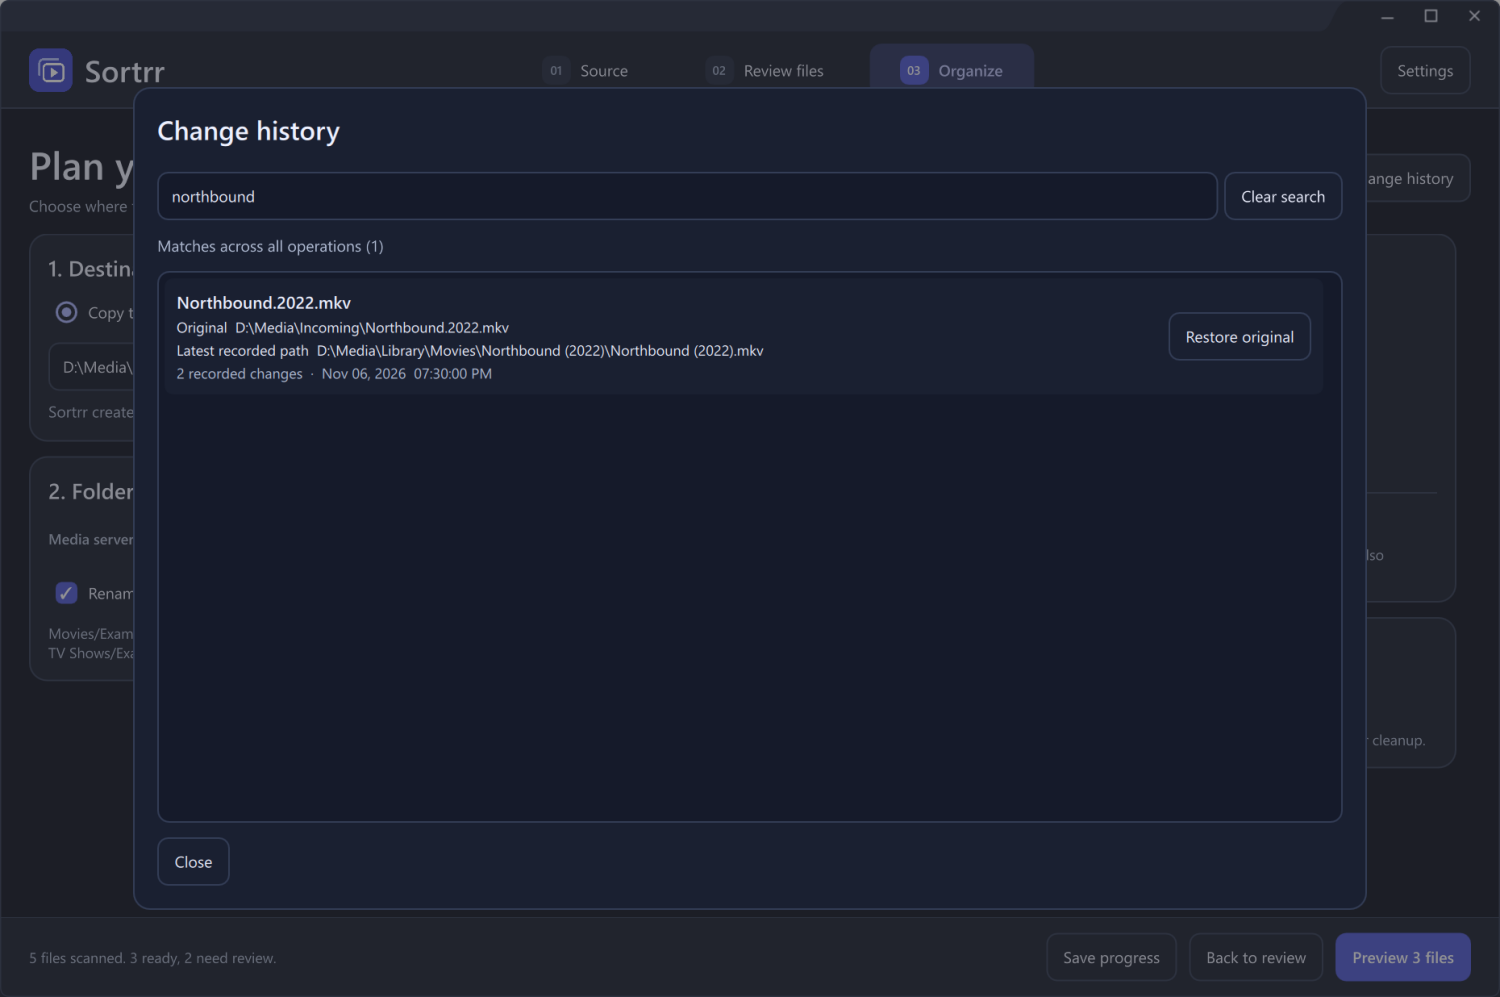 Sortrr
01 Source
02 Review files
03 Organize
Settings
Plan y
Choose where
ange history
Change history
northbound
Clear search
Matches across all operations (1)
Northbound.2022.mkv
Original D:\Media\Incoming\Northbound.2022.mkv
Latest recorded path D:\Media\Library\Movies\Northbound (2022)\Northbound (2022).mkv
2 recorded changes · Nov 06, 2026 07:30:00 PM
Restore original
1. Destina
Copy t
D:\Media\
Sortrr create
2. Folder
Media server
Renam
Movies/Exam
TV Shows/Exa
lso
r cleanup.
Close
5 files scanned. 3 ready, 2 need review.
Save progress
Back to review
Preview 3 files